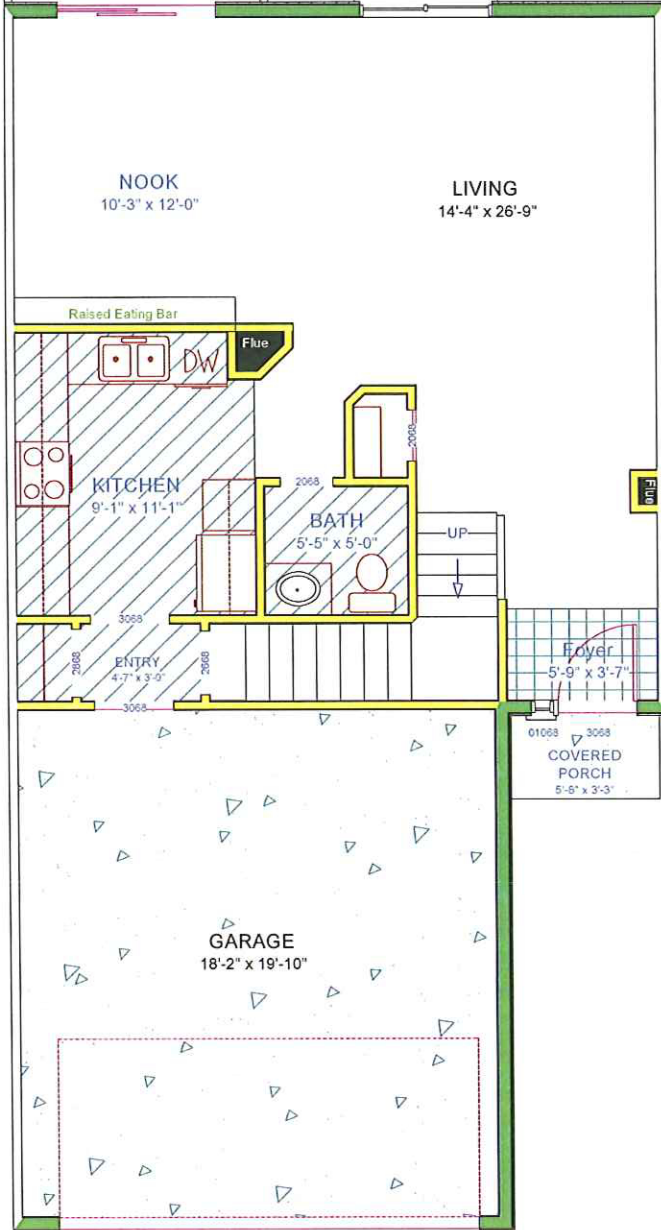 NOOK
10'-3" x 12'-0"
LIVING
14'-4" x 26'-9"
Raised Eating Bar
Flue
DW
2068
KITCHEN
9'-1" x 11'-1"
2068
Flue
BATH
5'-5" x 5'-0"
UP
3068
2868
ENTRY
4'-7" x 3'-0"
2668
3068
Foyer
5'-9" x 3'-7"
01068
3068
COVERED
PORCH
5'-8" x 3'-3"
GARAGE
18'-2" x 19'-10"